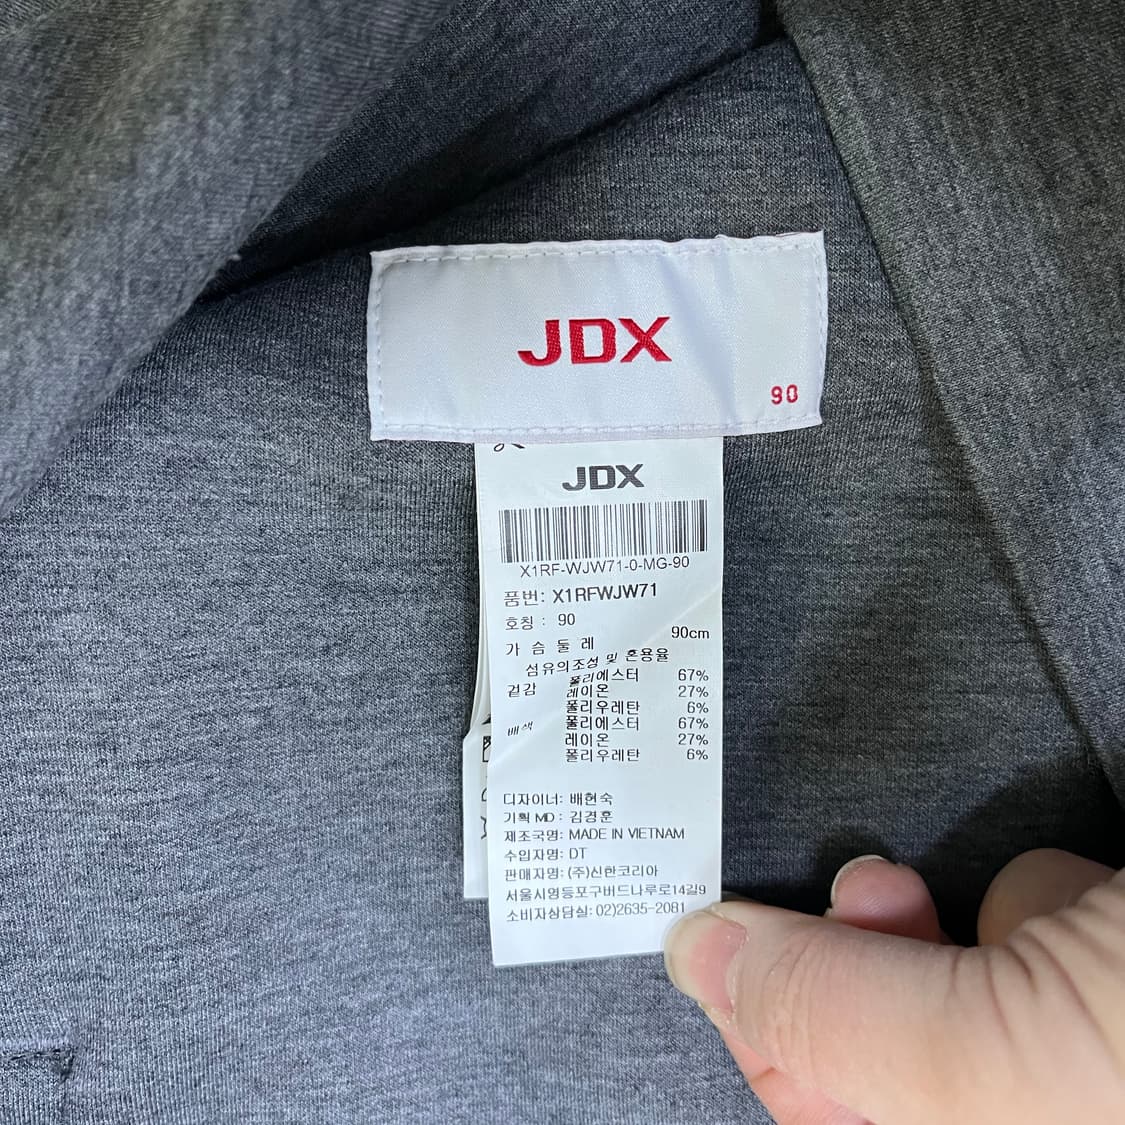 JDX
90
JDX
X1RF-WJW71-0-MG-90
품번: X1RFWJW71
호칭 : 90
가 슴 둘 레 90cm
섬유의조성 및 혼용율
겉감 폴리에스터 67%
레이온 27%
폴리우레탄 6%
배색 폴리에스터 67%
레이온 27%
폴리우레탄 6%
디자이너: 배현숙
기획 MD : 김경훈
제조국명: MADE IN VIETNAM
수입자명: DT
판매자명: (주)신한코리아
서울시영등포구버드나루로14길9
소비자상담실: 02)2635-2081